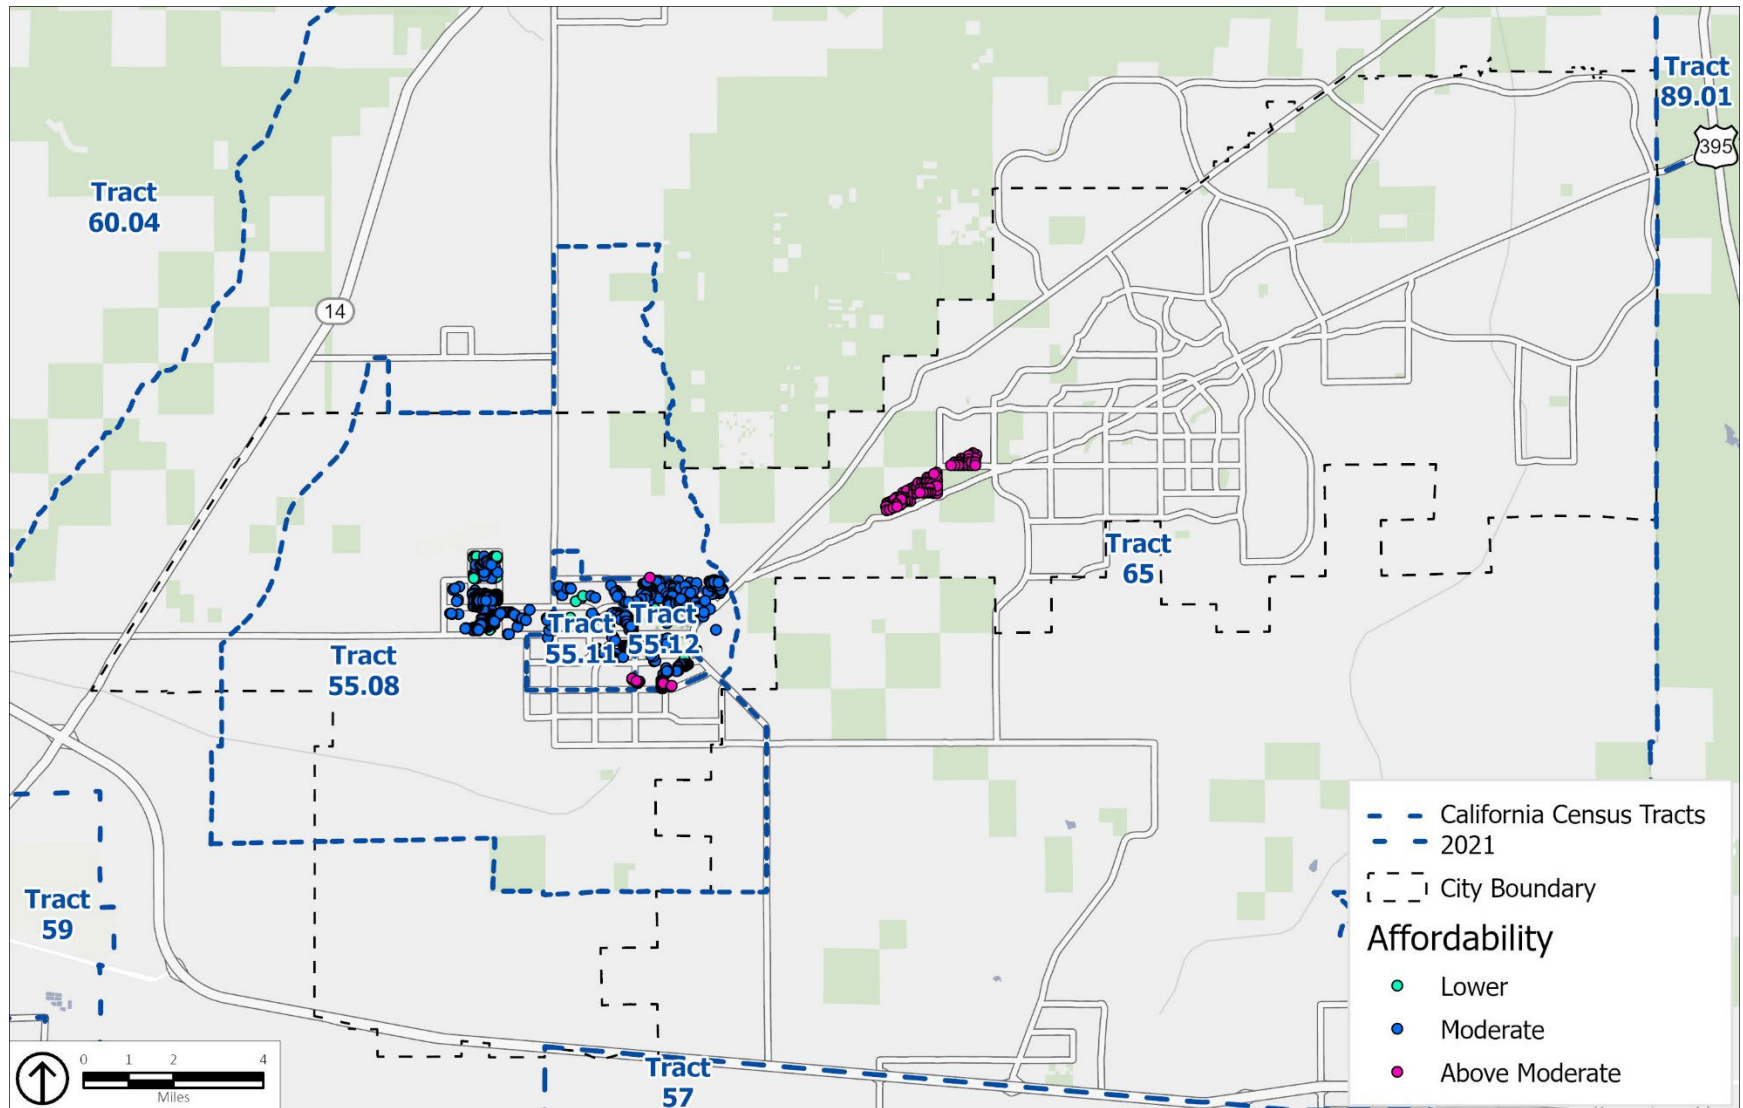 Tract
89.01
395
Tract
60.04
14
Tract
65
Tract
55.11
Tract
55.12
Tract
55.08
Tract
59
Tract
57
California Census Tracts
2021
City Boundary
Affordability
Lower
Moderate
Above Moderate
0 1 2 4
Miles